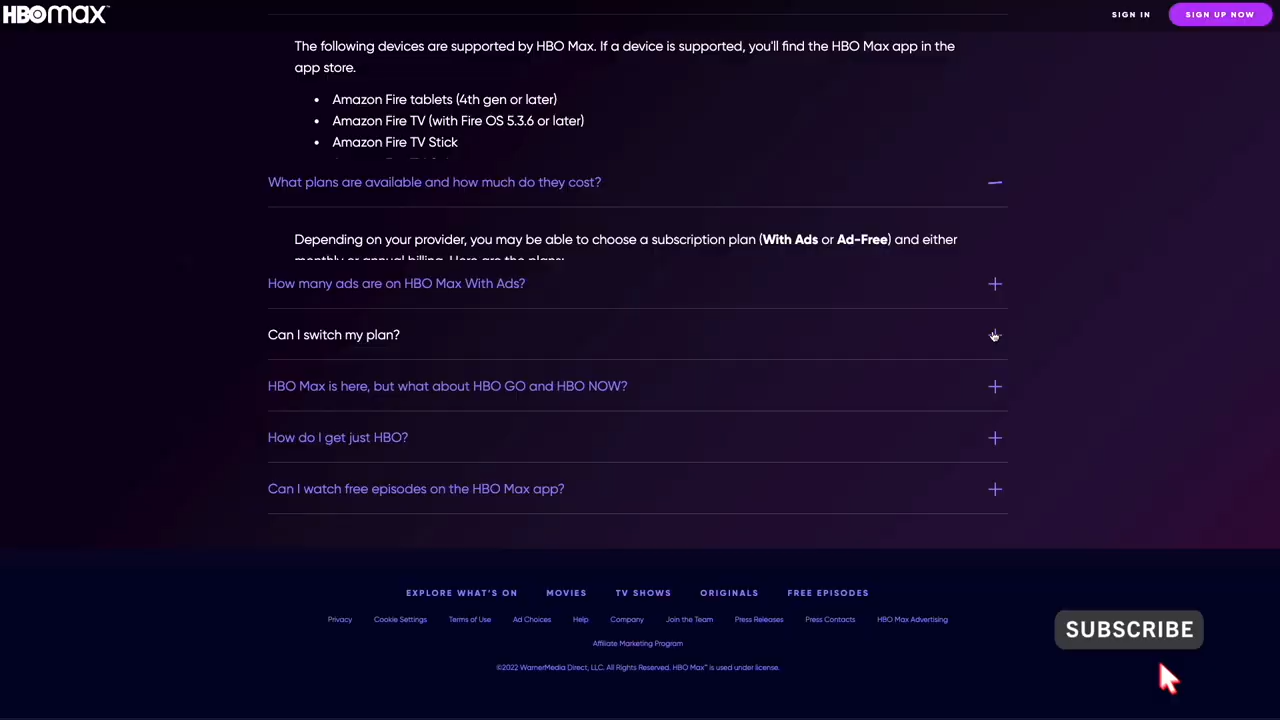 HBOMAX
SIGN IN
SIGN UP NOW
The following devices are supported by HBO Max. If a device is supported, you'll find the HBO Max app in the
app store.
• Amazon Fire tablets (4th gen or later)
• Amazon Fire TV (with Fire OS 5.3.6 or later)
• Amazon Fire TV Stick
What plans are available and how much do they cost?
Depending on your provider, you may be able to choose a subscription plan (With Ads or Ad-Free) and either
monthly or annual billing. Here are the plans:
How many ads are on HBO Max With Ads?
Can I switch my plan?
HBO Max is here, but what about HBO GO and HBO NOW?
How do I get just HBO?
Can I watch free episodes on the HBO Max app?
EXPLORE WHAT'S ON MOVIES TV SHOWS ORIGINALS FREE EPISODES
Privacy Cookie Settings Terms of Use Ad Choices Help Company Join the Team Press Releases Press Contacts HBO Max Advertising
Affiliate Marketing Program
©2022 WarnerMedia Direct, LLC. All Rights Reserved. HBO Max™ is used under license.
SUBSCRIBE